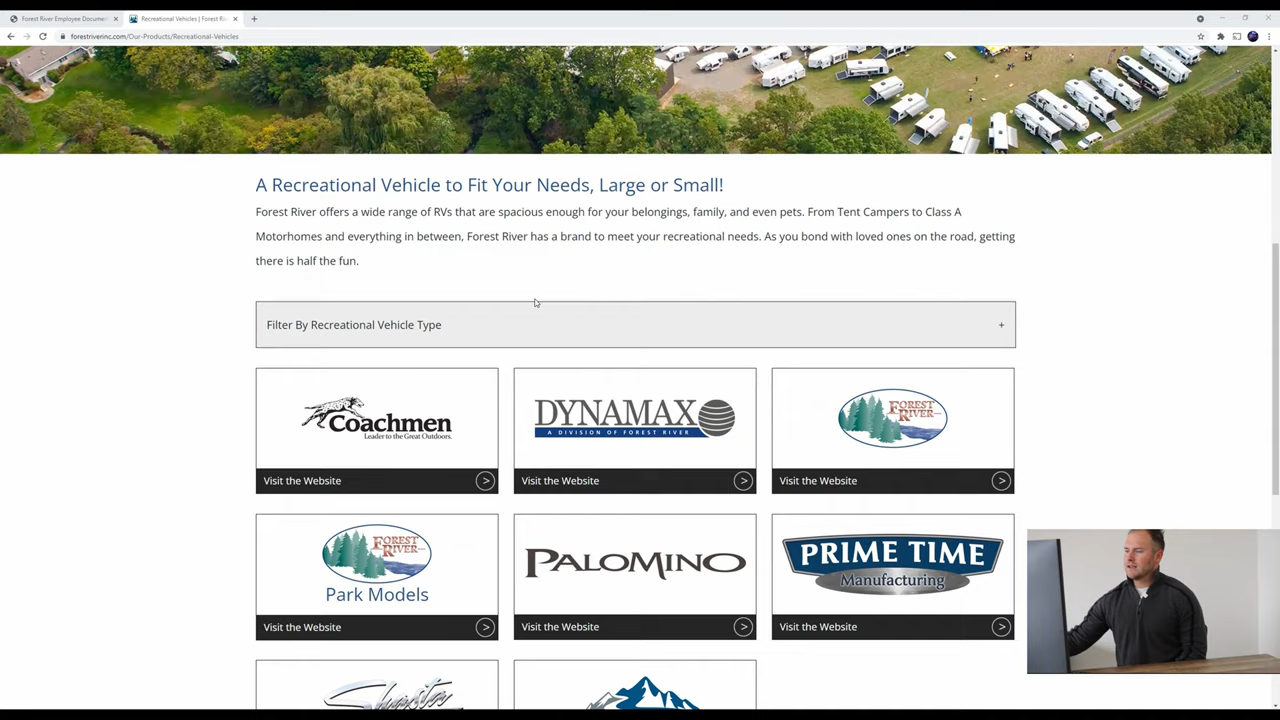 Forest River Employee Documen
Recreational Vehicles | Forest Riv
forestriverinc.com/Our-Products/Recreational-Vehicles
A Recreational Vehicle to Fit Your Needs, Large or Small!
Forest River offers a wide range of RVs that are spacious enough for your belongings, family, and even pets. From Tent Campers to Class A
Motorhomes and everything in between, Forest River has a brand to meet your recreational needs. As you bond with loved ones on the road, getting
there is half the fun.
Filter By Recreational Vehicle Type +
Coachmen
Leader to the Great Outdoors.
DYNAMAX
A DIVISION OF FOREST RIVER
FOREST
RIVER
Visit the Website
Visit the Website
Visit the Website
FOREST
RIVER
Park Models
PALOMINO
PRIME TIME
Manufacturing
Visit the Website
Visit the Website
Visit the Website
Shasta